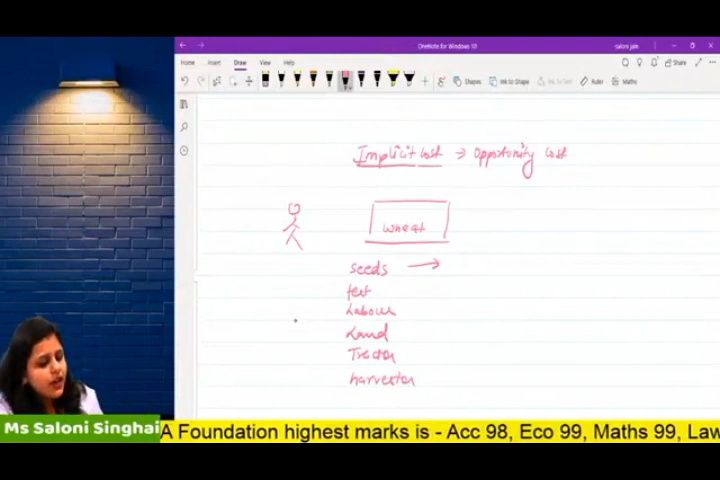 OneNote for Windows 10
saloni jain
Home Insert Draw View Help
Share
Shapes Ink to Shape Ink to Text Ruler Maths
Implicit cost → opportunity cost
wheat
seeds →
fert
Labour
Land
Tractor
harvestor
Ms Saloni Singhai
A Foundation highest marks is - Acc 98, Eco 99, Maths 99, Law